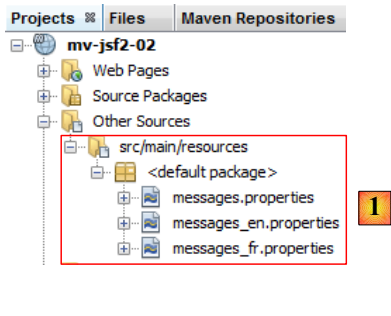 Projects Files Maven Repositories
mv-jsf2-02
Web Pages
Source Packages
Other Sources
src/main/resources
<default package>
messages.properties
1
messages_en.properties
messages_fr.properties